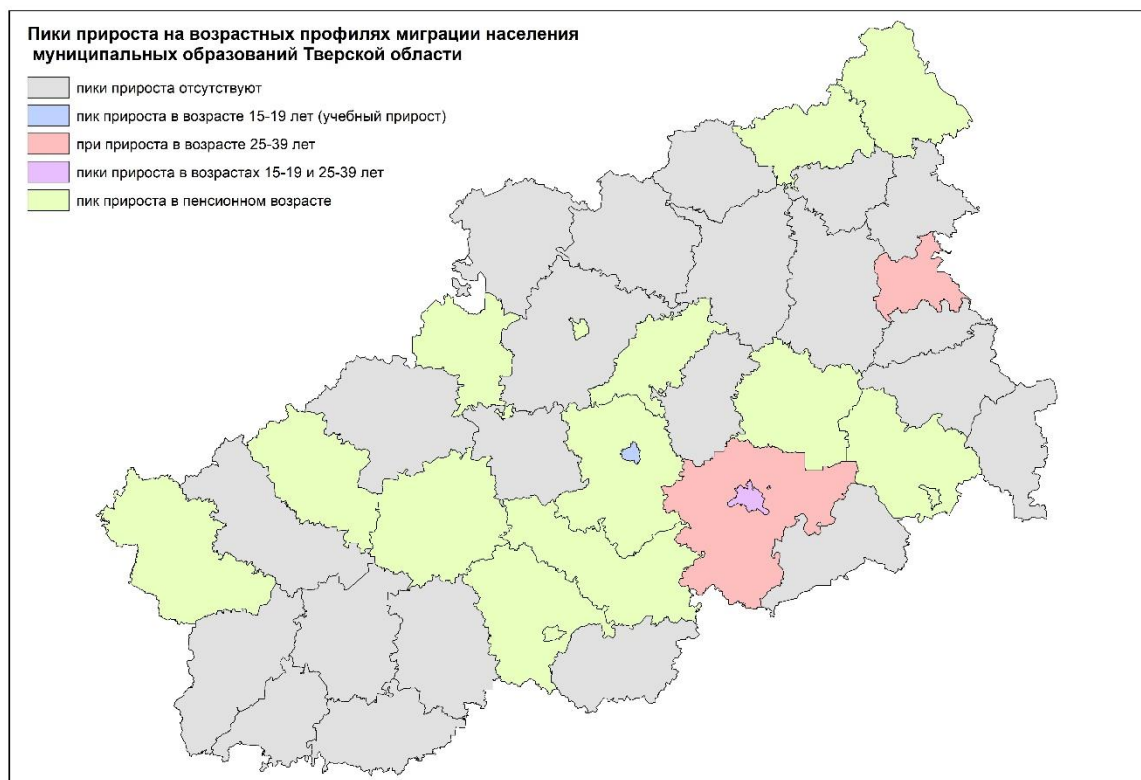 Пики прироста на возрастных профилях миграции населения
муниципальных образований Тверской области
пики прироста отсутствуют
пик прироста в возрасте 15-19 лет (учебный прирост)
при прироста в возрасте 25-39 лет
пики прироста в возрастах 15-19 и 25-39 лет
пик прироста в пенсионном возрасте